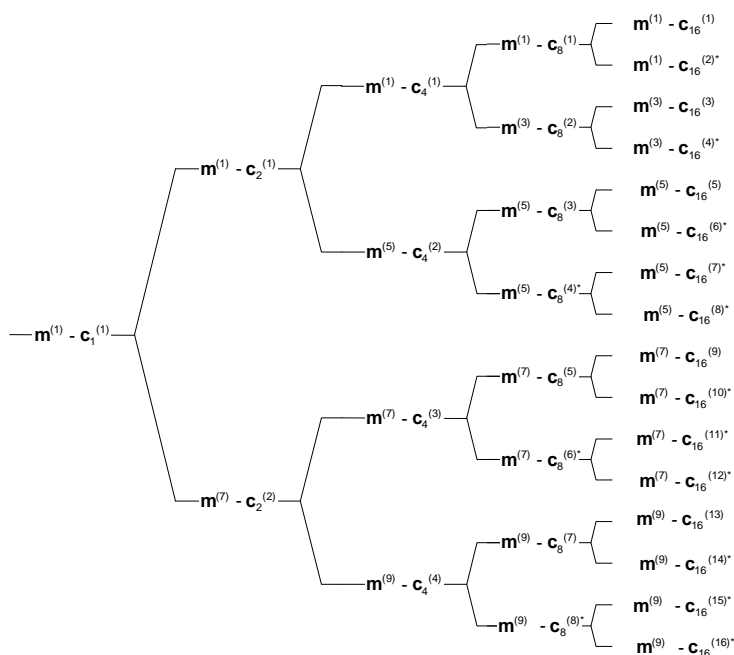 m(1) - c1(1)
m(1) - c2(1)
m(7) - c2(2)
m(1) - c4(1)
m(5) - c4(2)
m(7) - c4(3)
m(9) - c4(4)
m(1) - c8(1)
m(3) - c8(2)
m(5) - c8(3)
m(5) - c8(4)*
m(7) - c8(5)
m(7) - c8(6)*
m(9) - c8(7)
m(9) - c8(8)*
m(1) - c16(1)
m(1) - c16(2)*
m(3) - c16(3)
m(3) - c16(4)*
m(5) - c16(5)
m(5) - c16(6)*
m(5) - c16(7)*
m(5) - c16(8)*
m(7) - c16(9)
m(7) - c16(10)*
m(7) - c16(11)*
m(7) - c16(12)*
m(9) - c16(13)
m(9) - c16(14)*
m(9) - c16(15)*
m(9) - c16(16)*